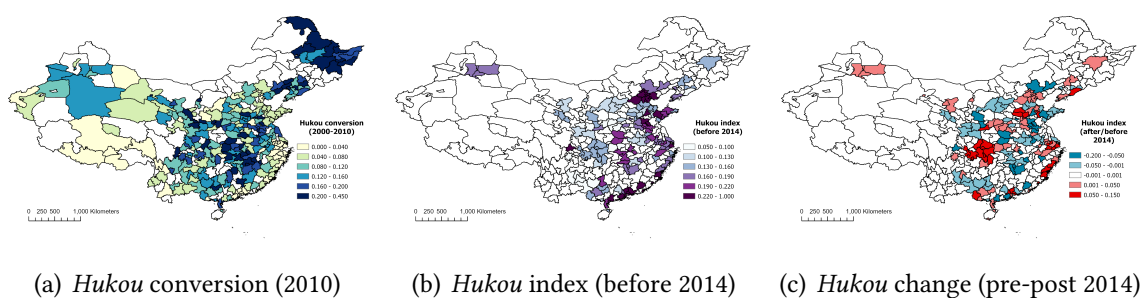 Hukou conversion
(2000-2010)
0.000 - 0.040
0.040 - 0.080
0.080 - 0.120
0.120 - 0.160
0.160 - 0.200
0.200 - 0.450
0 250 500 1,000 Kilometers
(a) Hukou conversion (2010)
Hukou index
(before 2014)
0.050 - 0.100
0.100 - 0.130
0.130 - 0.160
0.160 - 0.190
0.190 - 0.220
0.220 - 1.000
0 250 500 1,000 Kilometers
(b) Hukou index (before 2014)
Hukou index
(after/before
2014)
-0.200 - -0.050
-0.050 - -0.001
-0.001 - 0.001
0.001 - 0.050
0.050 - 0.150
0 250 500 1,000 Kilometers
(c) Hukou change (pre-post 2014)